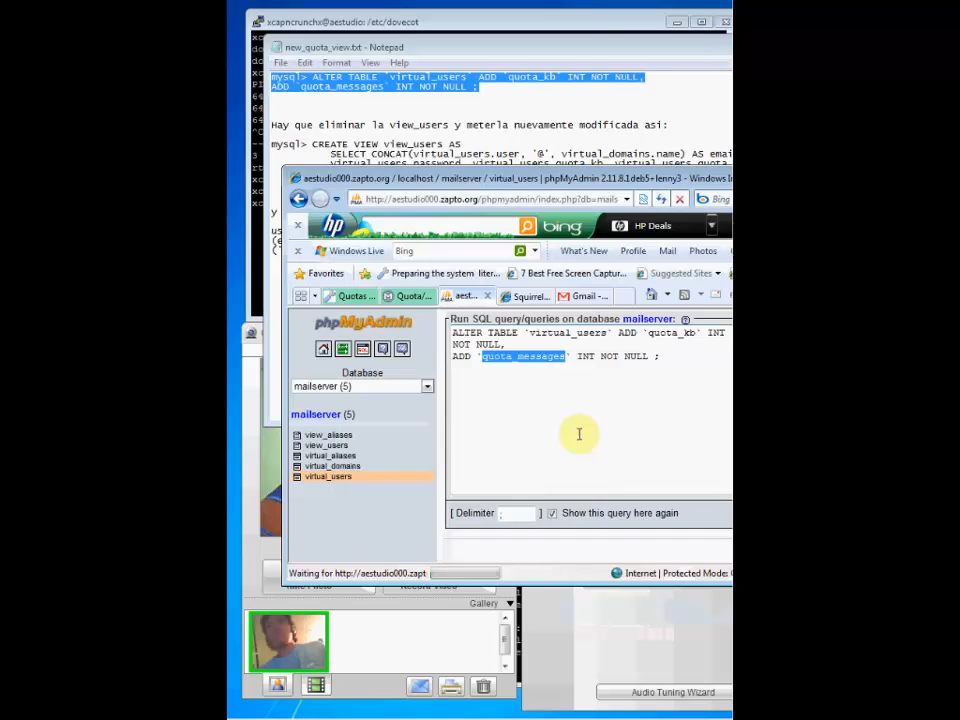 xcapncrunchx@aestudio: /etc/dovecot
new_quota_view.txt - Notepad
File Edit Format View Help
mysql> ALTER TABLE `virtual_users` ADD `quota_kb` INT NOT NULL,
ADD `quota_messages` INT NOT NULL ;
Hay que eliminar la view_users y meterla nuevamente modificada asi:
mysql> CREATE VIEW view_users AS
SELECT CONCAT(virtual_users.user, '@', virtual_domains.name) AS emai
aestudio000.zapto.org / localhost / mailserver / virtual_users | phpMyAdmin 2.11.8.1deb5+lenny3 - Windows In
http://aestudio000.zapto.org/phpmyadmin/index.php?db=mails
Bing
hp bing HP Deals
Windows Live Bing What's New Profile Mail Photos
Favorites Preparing the system liter... 7 Best Free Screen Captur... Suggested Sites
Quotas ... Quota/... aest... Squirrel... Gmail -...
phpMyAdmin
Run SQL query/queries on database mailserver:
ALTER TABLE `virtual_users` ADD `quota_kb` INT
NOT NULL,
ADD `quota_messages` INT NOT NULL ;
Database
mailserver (5)
mailserver (5)
view_aliases
view_users
virtual_aliases
virtual_domains
virtual_users
[ Delimiter ; ] Show this query here again
Waiting for http://aestudio000.zapt
Internet | Protected Mode:
Gallery
Audio Tuning Wizard